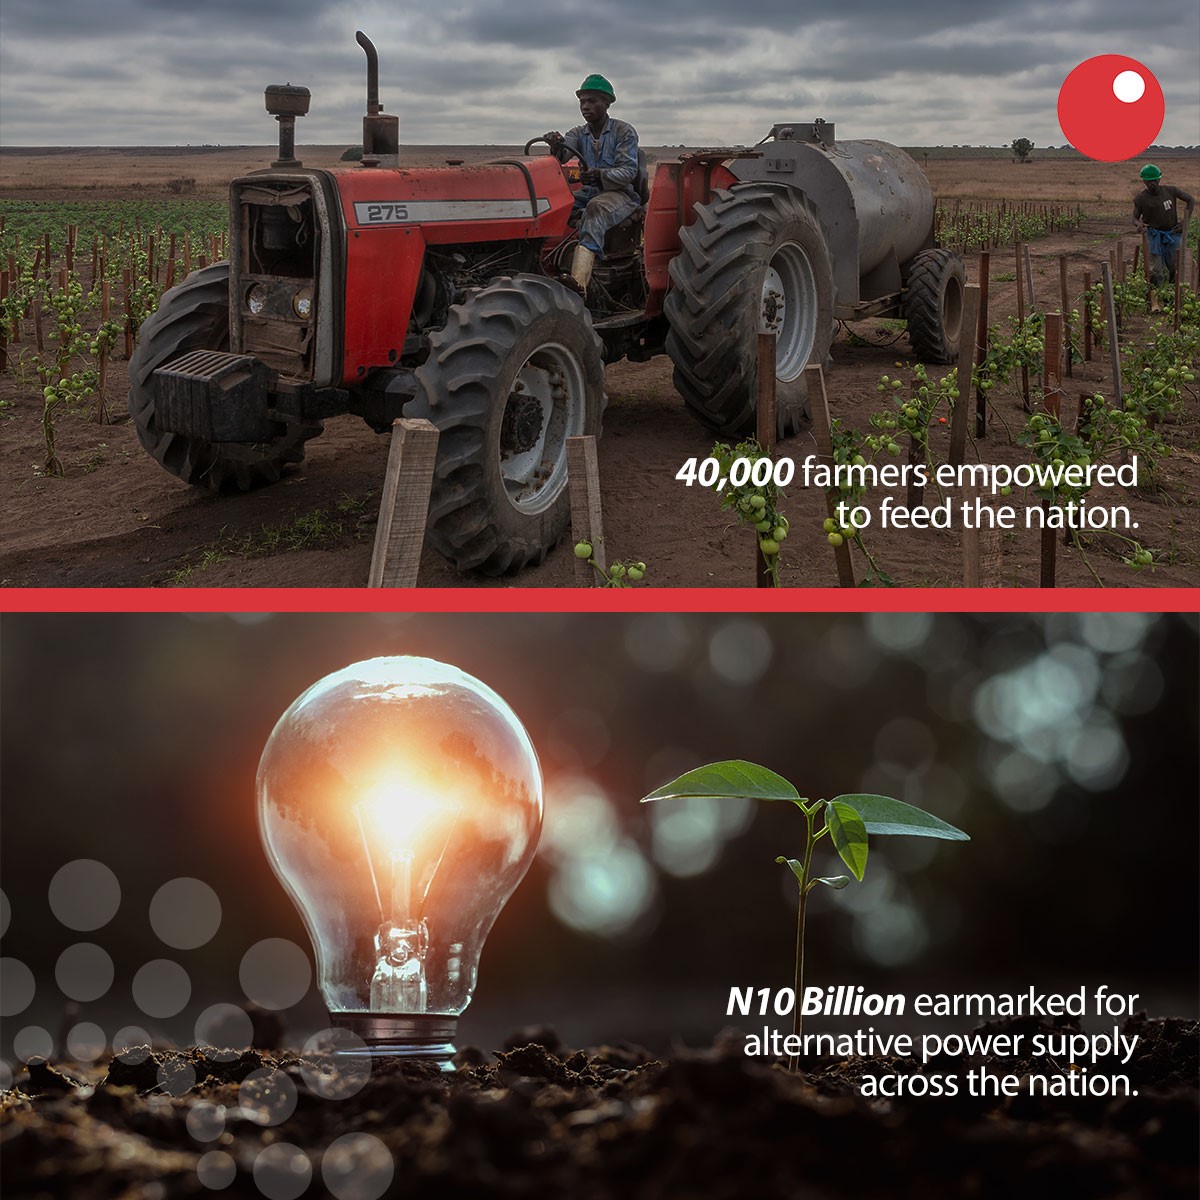 275
40,000 farmers empowered
to feed the nation.
N10 Billion earmarked for
alternative power supply
across the nation.